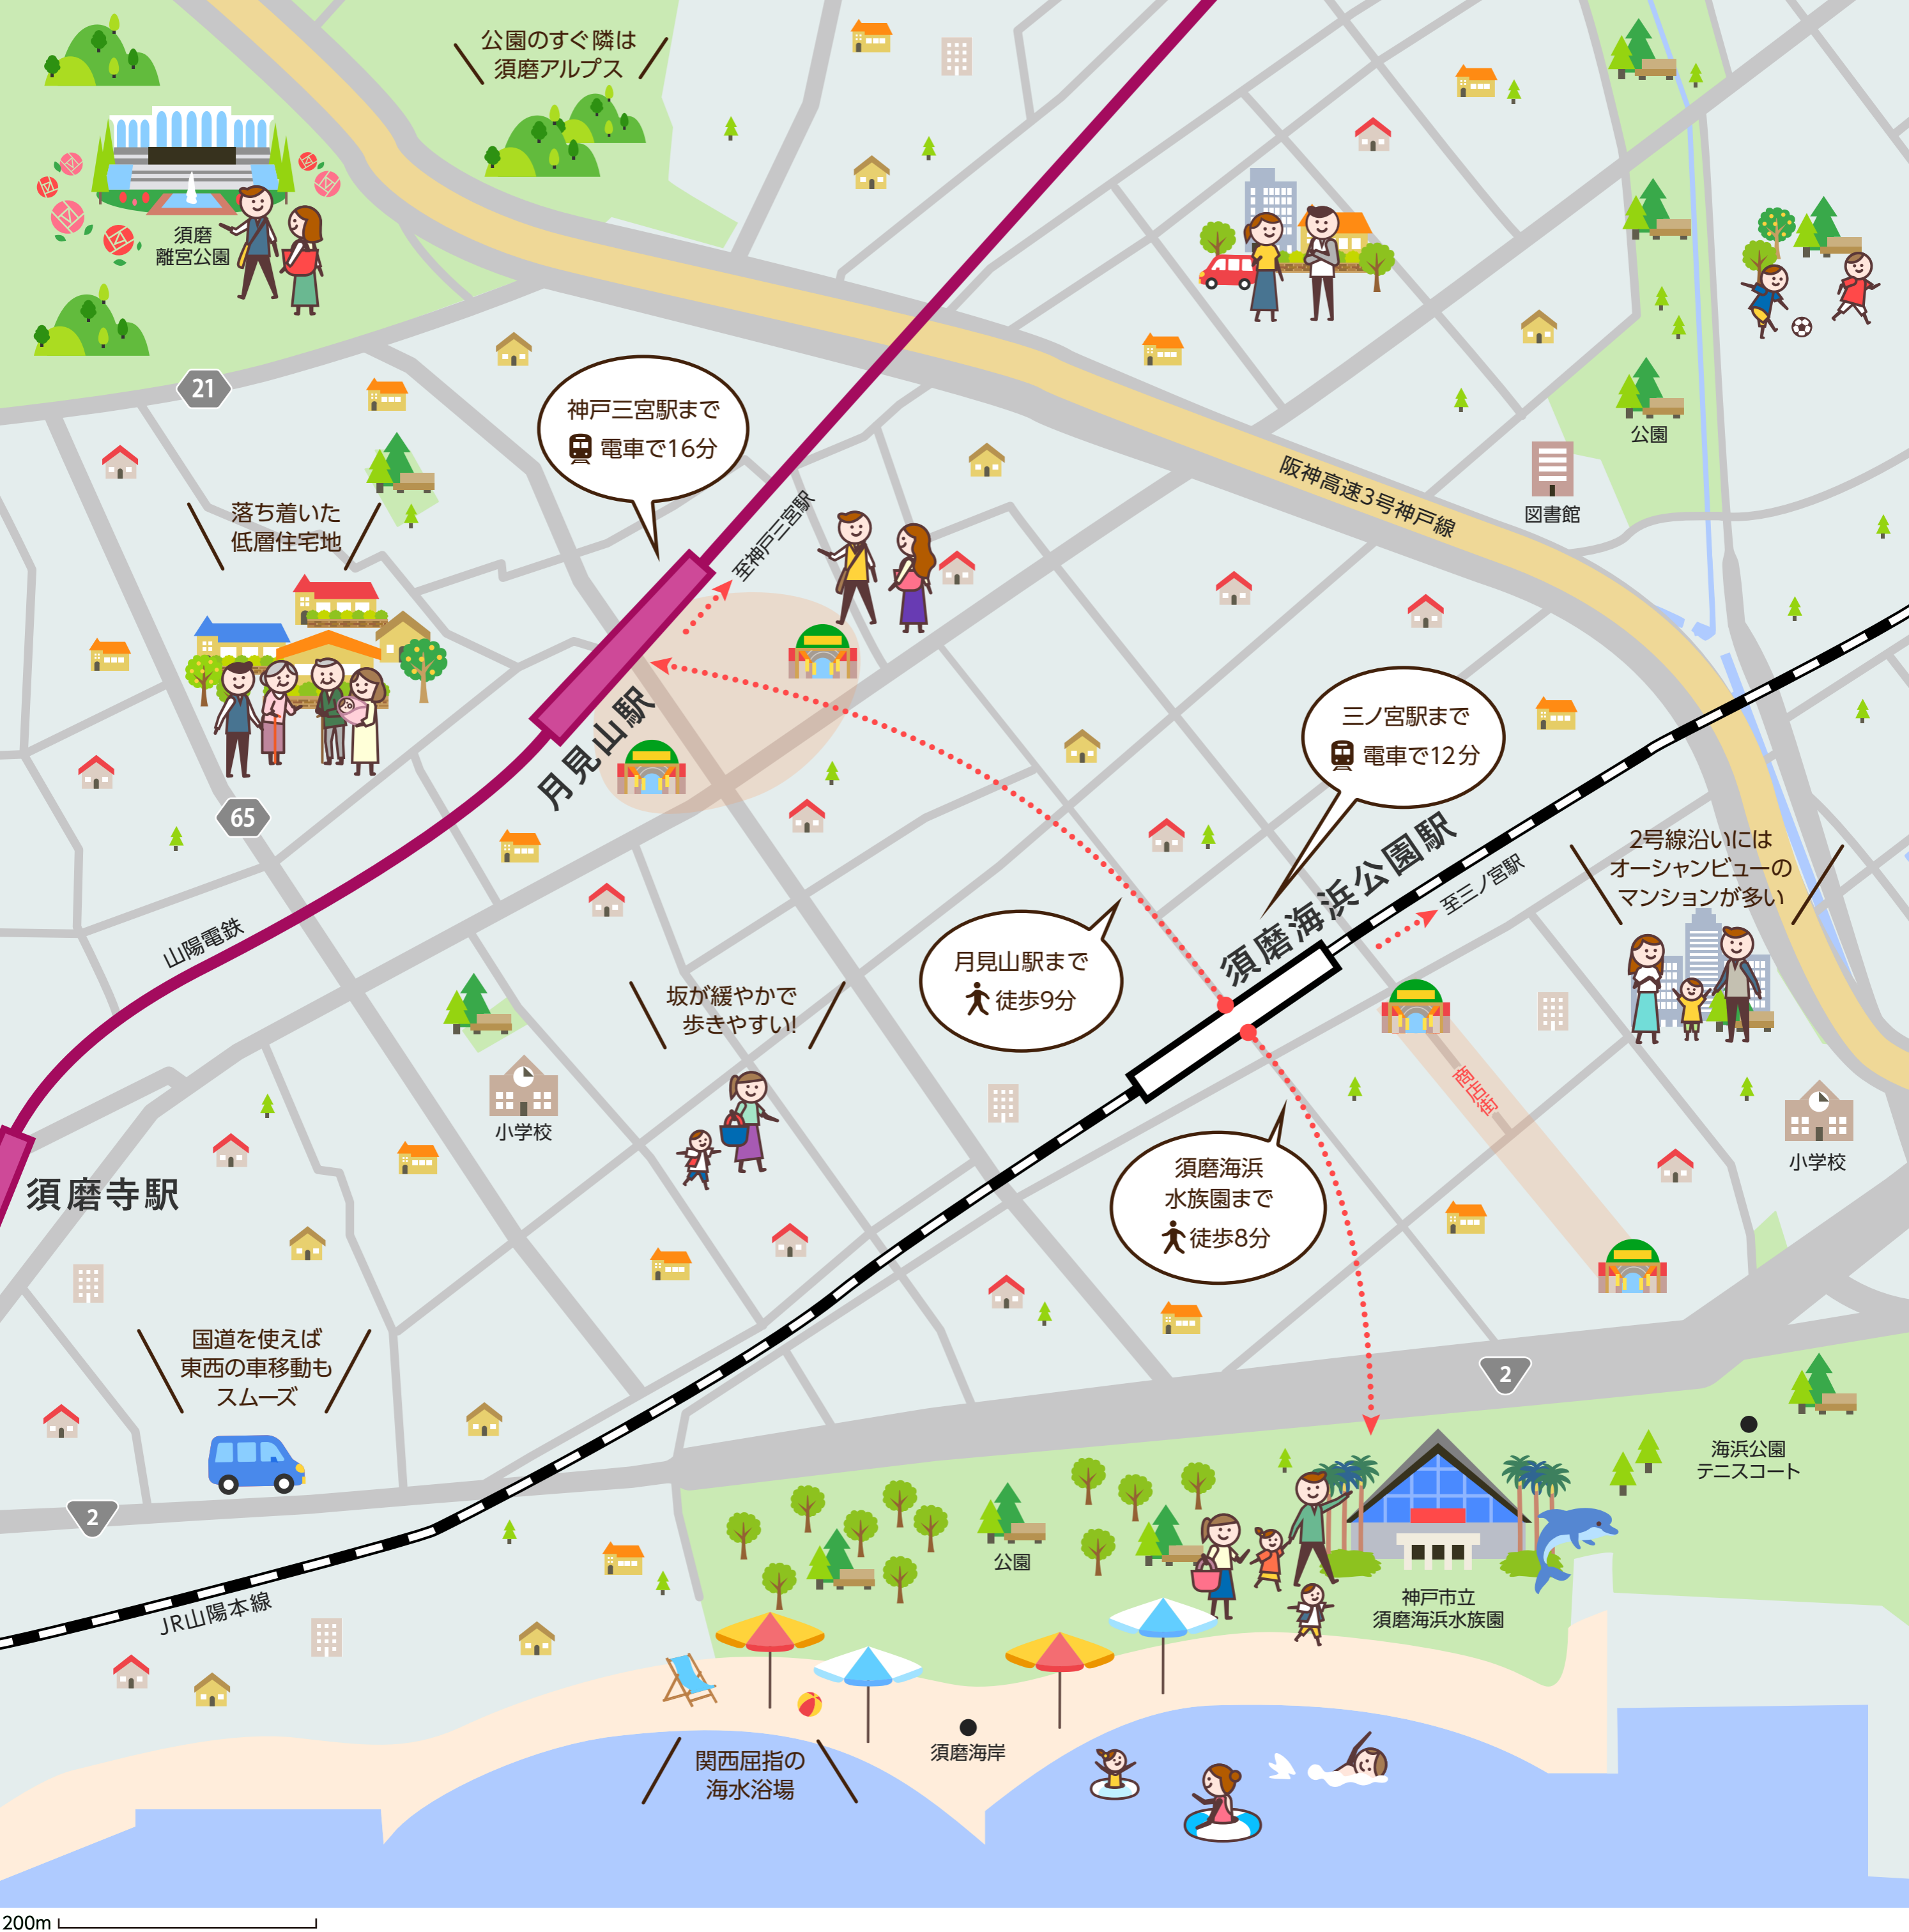 公園のすぐ隣は
須磨アルプス
須磨
離宮公園
21
神戸三宮駅まで
電車で16分
公園
阪神高速3号神戸線
図書館
至神戸三宮駅
落ち着いた
低層住宅地
月見山駅
三ノ宮駅まで
電車で12分
65
2号線沿いには
オーシャンビューの
マンションが多い
須磨海浜公園駅
至三ノ宮駅
山陽電鉄
月見山駅まで
徒歩9分
坂が緩やかで
歩きやすい!
商店街
小学校
小学校
須磨寺駅
須磨海浜
水族園まで
徒歩8分
国道を使えば
東西の車移動も
スムーズ
2
海浜公園
テニスコート
2
公園
神戸市立
須磨海浜水族園
JR山陽本線
須磨海岸
関西屈指の
海水浴場
200m